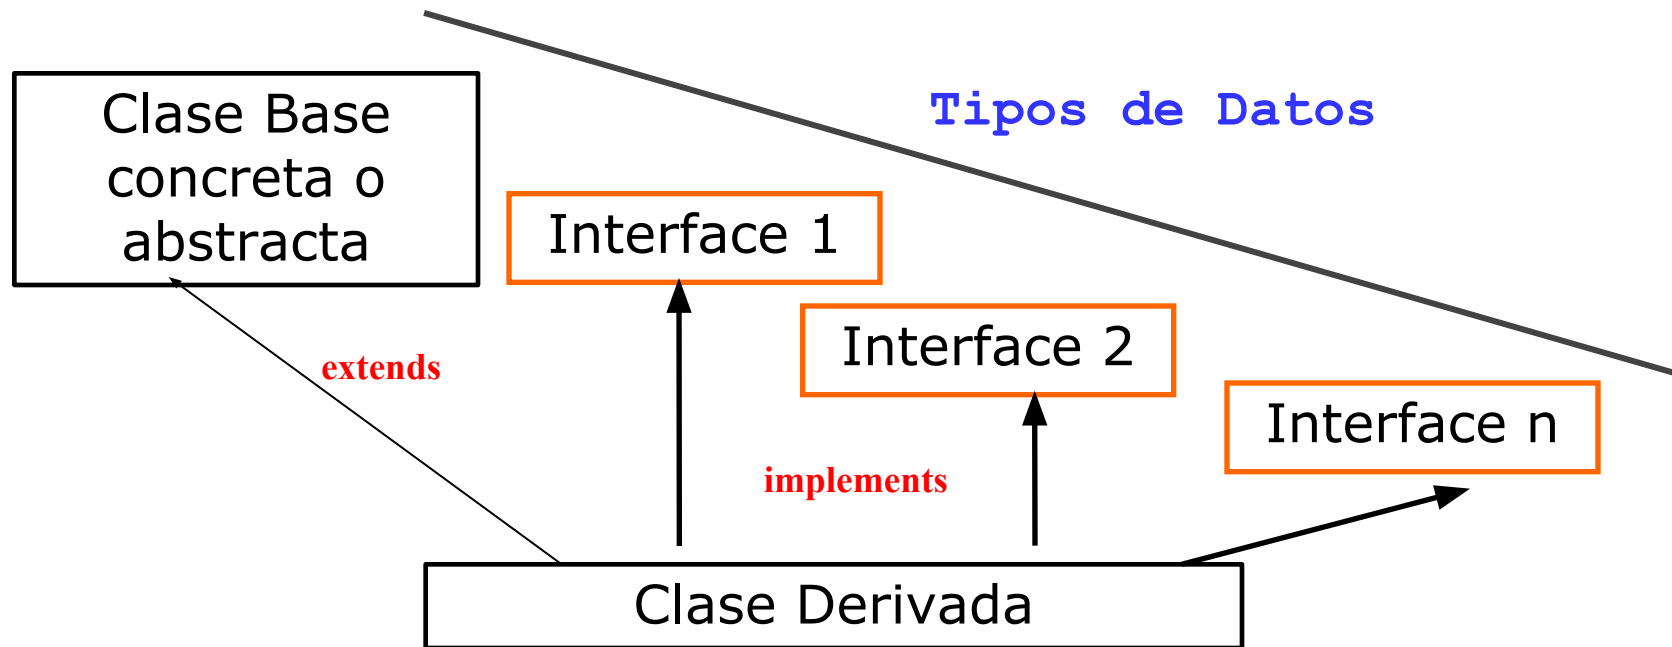 Tipos de Datos
Clase Base
concreta o
abstracta
Interface 1
Interface 2
extends
Interface n
implements
Clase Derivada